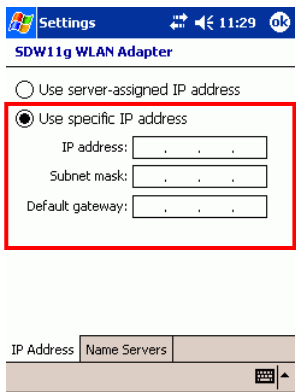 Settings 11:29 ok
SDW11g WLAN Adapter
Use server-assigned IP address
Use specific IP address
IP address: . . .
Subnet mask: . . .
Default gateway: . . .
IP Address Name Servers